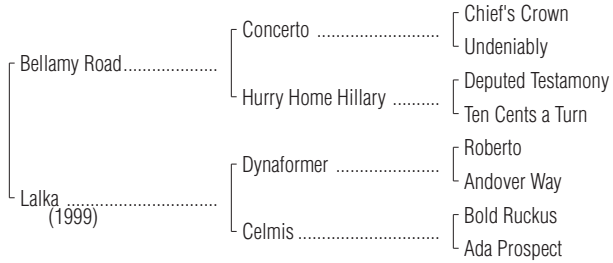 Chief's Crown
Concerto ....................
Undeniably
Bellamy Road...................
Deputed Testamony
Hurry Home Hillary ..........
Ten Cents a Turn
Roberto
Dynaformer .....................
Andover Way
Lalka ................................
(1999)
Bold Ruckus
Celmis .............................
Ada Prospect